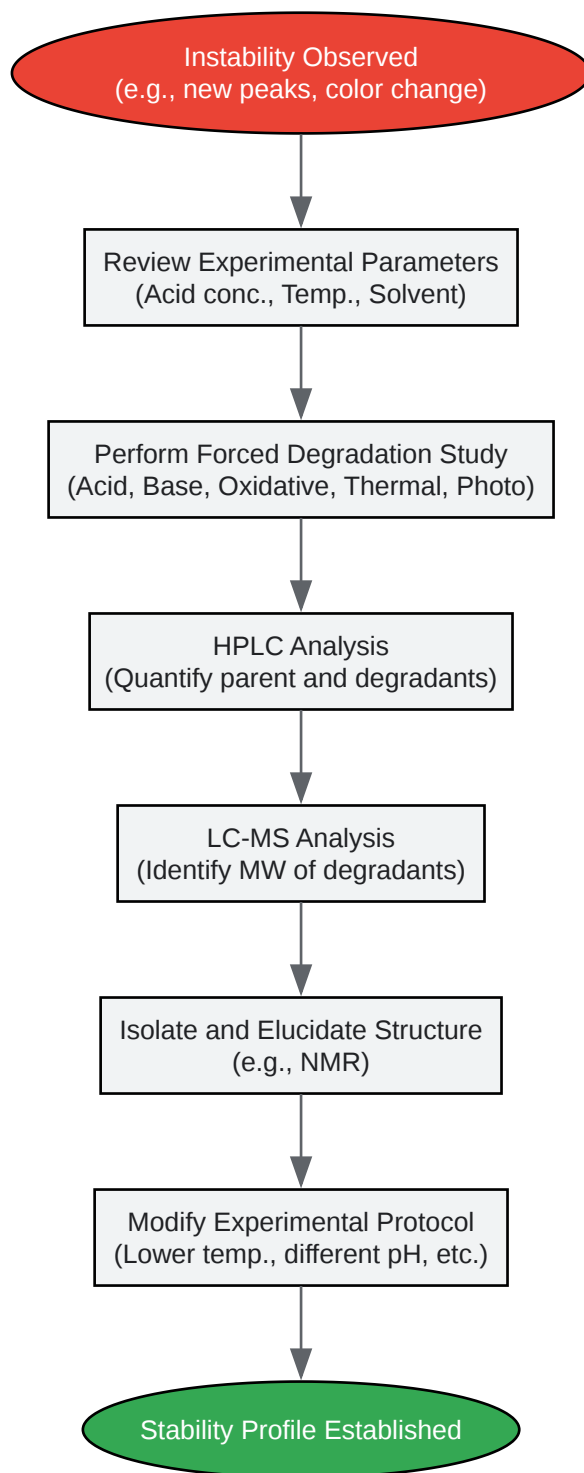 Instability Observed
(e.g., new peaks, color change)
Review Experimental Parameters
(Acid conc., Temp., Solvent)
Perform Forced Degradation Study
(Acid, Base, Oxidative, Thermal, Photo)
HPLC Analysis
(Quantify parent and degradants)
LC-MS Analysis
(Identify MW of degradants)
Isolate and Elucidate Structure
(e.g., NMR)
Modify Experimental Protocol
(Lower temp., different pH, etc.)
Stability Profile Established